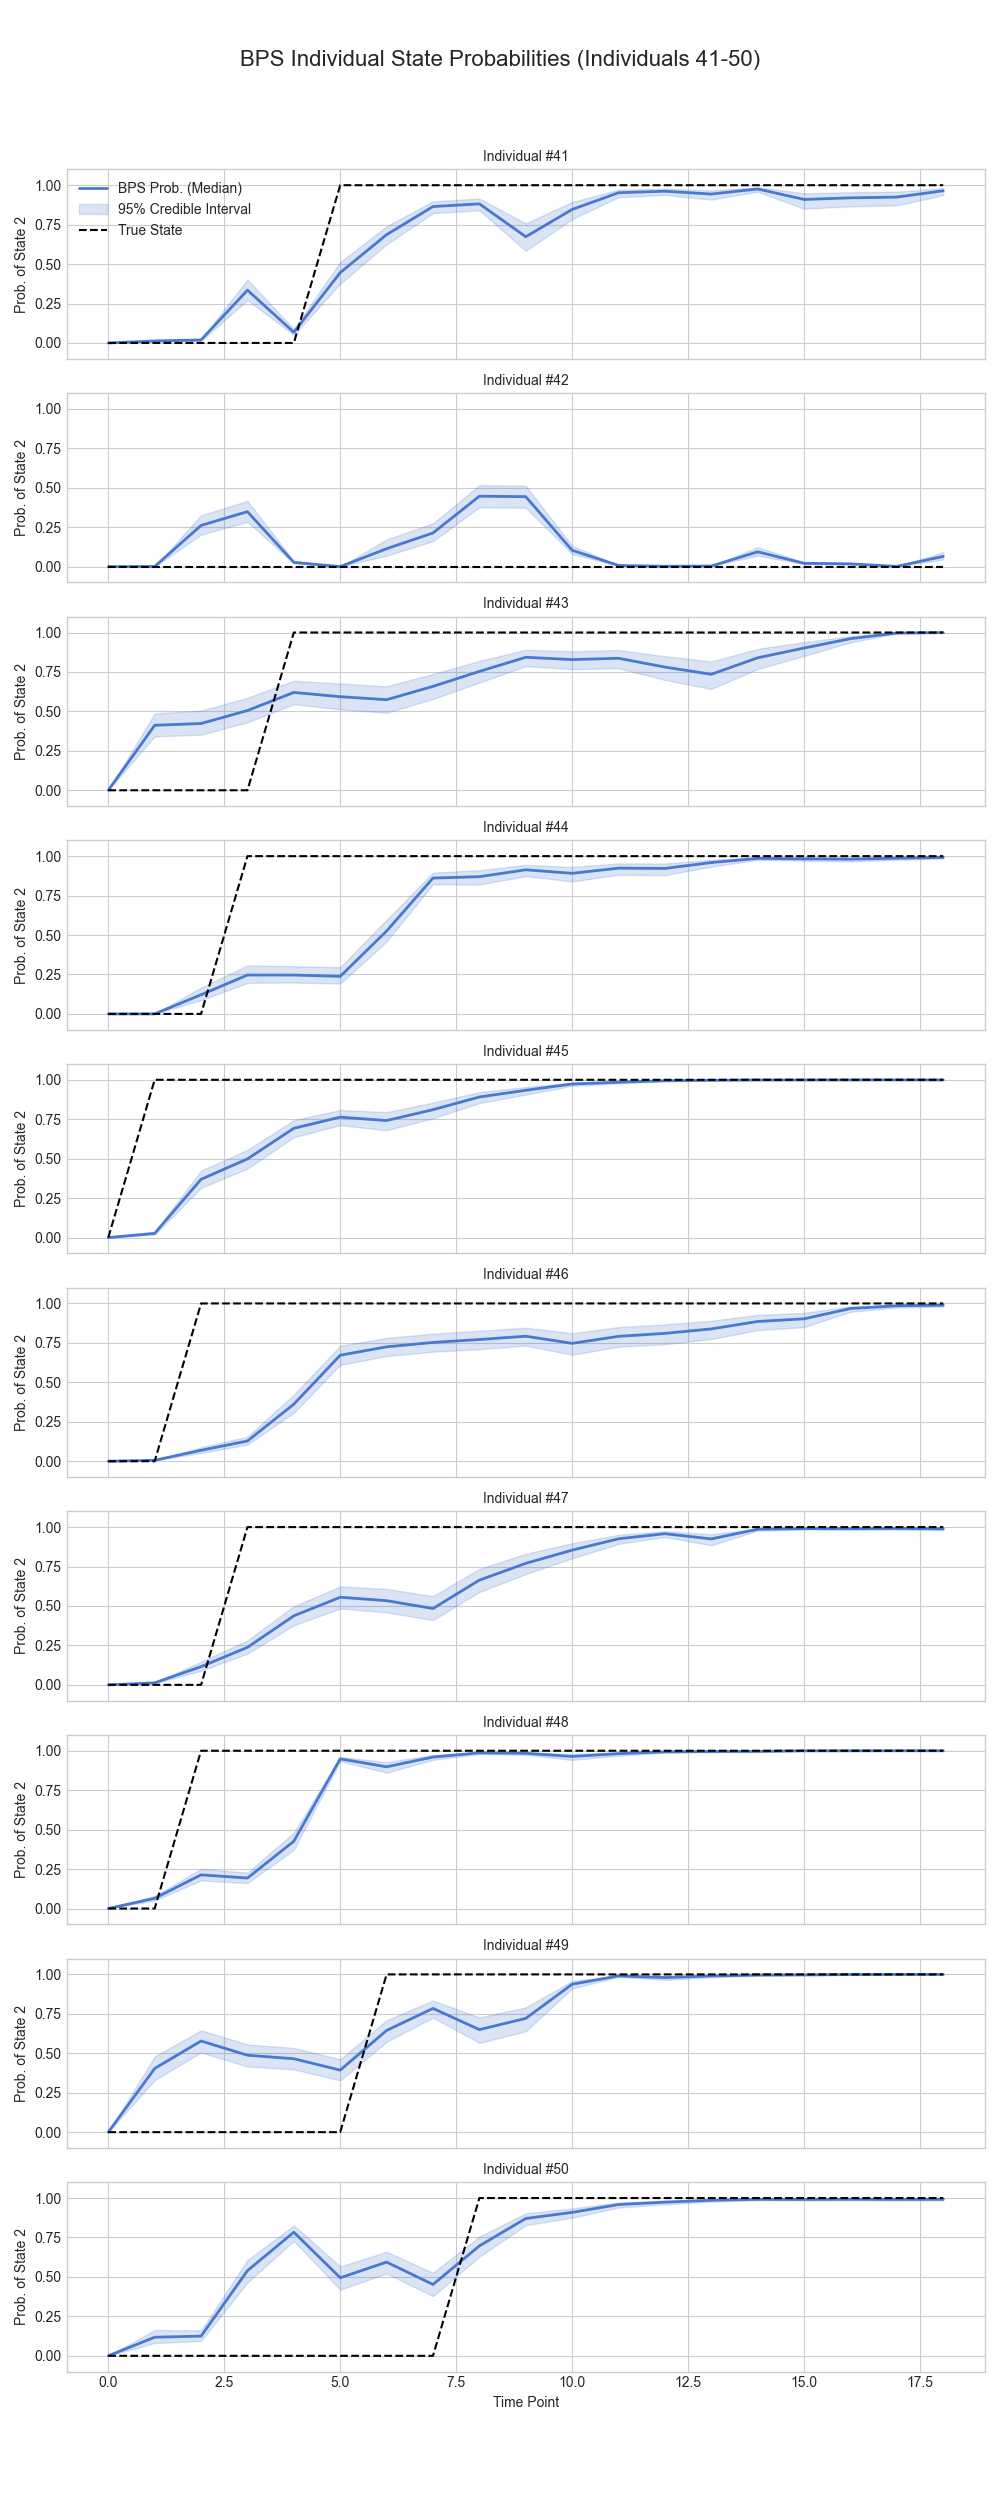 BPS Individual State Probabilities (Individuals 41-50)
Individual #41
BPS Prob. (Median)
95% Credible Interval
True State
Prob. of State 2
1.00
0.75
0.50
0.25
0.00
Individual #42
Prob. of State 2
1.00
0.75
0.50
0.25
0.00
Individual #43
Prob. of State 2
1.00
0.75
0.50
0.25
0.00
Individual #44
Prob. of State 2
1.00
0.75
0.50
0.25
0.00
Individual #45
Prob. of State 2
1.00
0.75
0.50
0.25
0.00
Individual #46
Prob. of State 2
1.00
0.75
0.50
0.25
0.00
Individual #47
Prob. of State 2
1.00
0.75
0.50
0.25
0.00
Individual #48
Prob. of State 2
1.00
0.75
0.50
0.25
0.00
Individual #49
Prob. of State 2
1.00
0.75
0.50
0.25
0.00
Individual #50
Prob. of State 2
1.00
0.75
0.50
0.25
0.00
0.0 2.5 5.0 7.5 10.0 12.5 15.0 17.5
Time Point